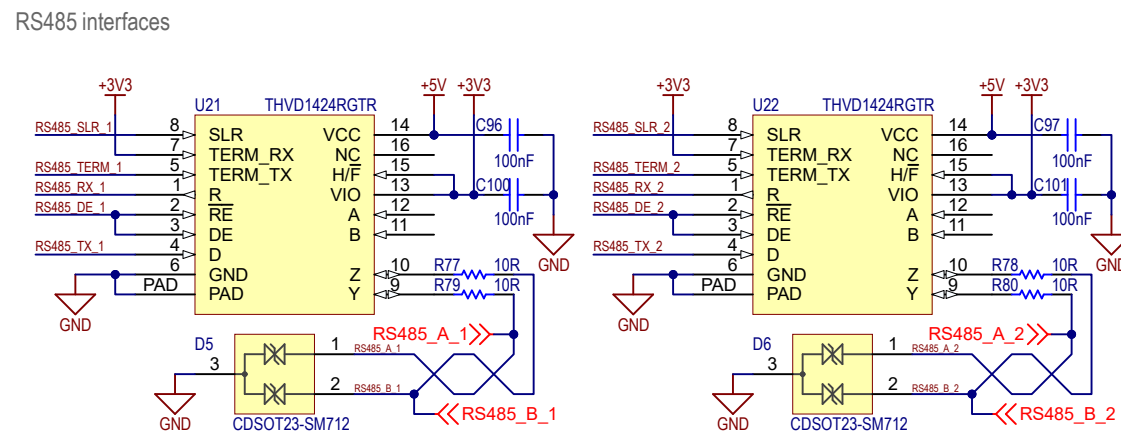 RS485 interfaces
+3V3
U21
THVD1424RGTR
+5V
+3V3
RS485_SLR_1
8
SLR
VCC
14
C96
7
TERM_RX
NC
16
100nF
RS485_TERM_1
5
TERM_TX
H/F
15
RS485_RX_1
1
R
VIO
13
C100
RS485_DE_1
2
RE
A
12
100nF
3
DE
B
11
RS485_TX_1
4
D
GND
6
GND
Z
10
R77
10R
PAD
PAD
Y
9
R79
10R
GND
RS485_A_1
D5
1
RS485_A_1
3
2
RS485_B_1
GND
CDSOT23-SM712
RS485_B_1
+3V3
U22
THVD1424RGTR
+5V
+3V3
RS485_SLR_2
8
SLR
VCC
14
C97
7
TERM_RX
NC
16
100nF
RS485_TERM_2
5
TERM_TX
H/F
15
RS485_RX_2
1
R
VIO
13
C101
RS485_DE_2
2
RE
A
12
100nF
3
DE
B
11
RS485_TX_2
4
D
GND
6
GND
Z
10
R78
10R
PAD
PAD
Y
9
R80
10R
GND
RS485_A_2
D6
1
RS485_A_2
3
2
RS485_B_2
GND
CDSOT23-SM712
RS485_B_2